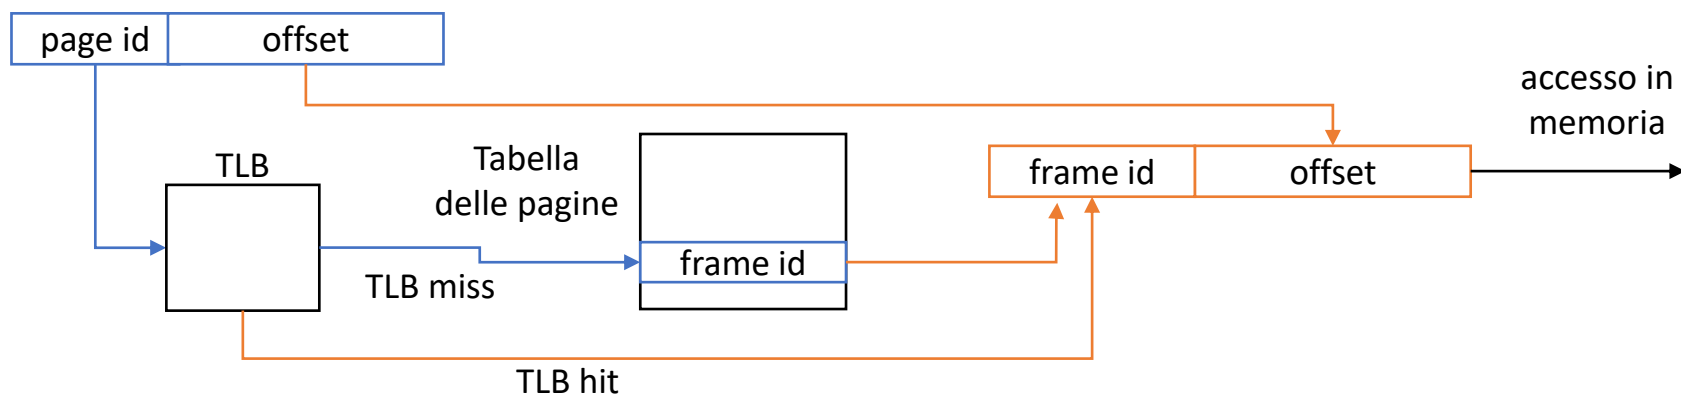 page id
offset
accesso in
memoria
TLB
Tabella
delle pagine
frame id
offset
frame id
TLB miss
TLB hit